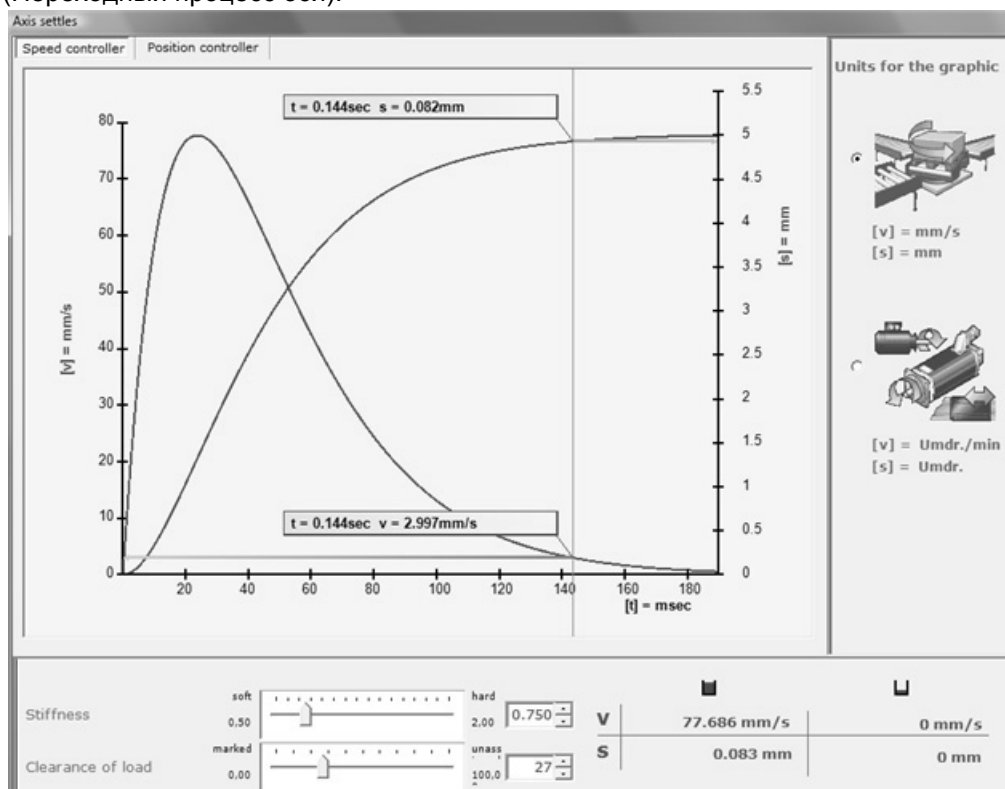 (Переходный процесс оси).
Axis settles
Speed controller Position controller
Units for the graphic
t = 0.144sec s = 0.082mm
80
70
60
50
40
30
20
10
0
[v] = mm/s
5.5
5
4.5
4
3.5
3
2.5
2
1.5
1
0.5
0
[s] = mm
t = 0.144sec v = 2.997mm/s
20 40 60 80 100 120 140 160 180
[t] = msec
[v] = mm/s
[s] = mm
[v] = Umdr./min
[s] = Umdr.
Stiffness
soft
0,50
hard
2,00
0.750
Clearance of load
marked
0,00
unass
100,0
27
V 77.686 mm/s 0 mm/s
S 0.083 mm 0 mm